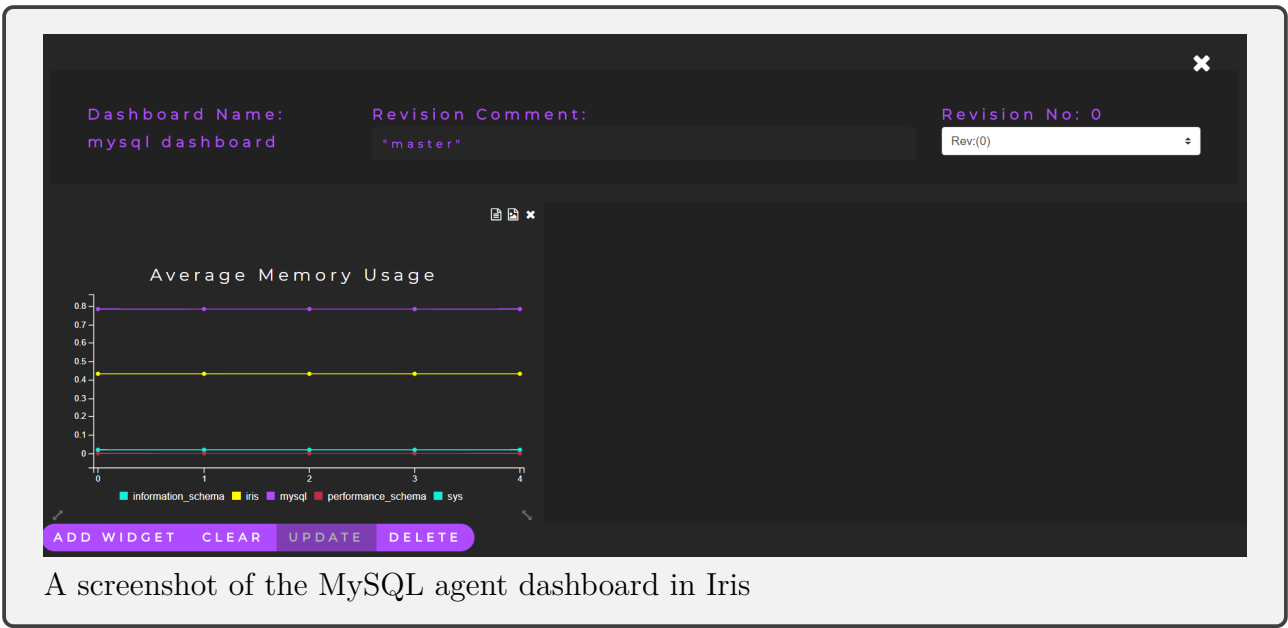 Dashboard Name:
mysql dashboard
Revision Comment:
"master"
Revision No: 0
Rev:(0)
Average Memory Usage
0.8
0.7
0.6
0.5
0.4
0.3
0.2
0.1
0
0 1 2 3 4
information_schema iris mysql performance_schema sys
ADD WIDGET CLEAR UPDATE DELETE
A screenshot of the MySQL agent dashboard in Iris